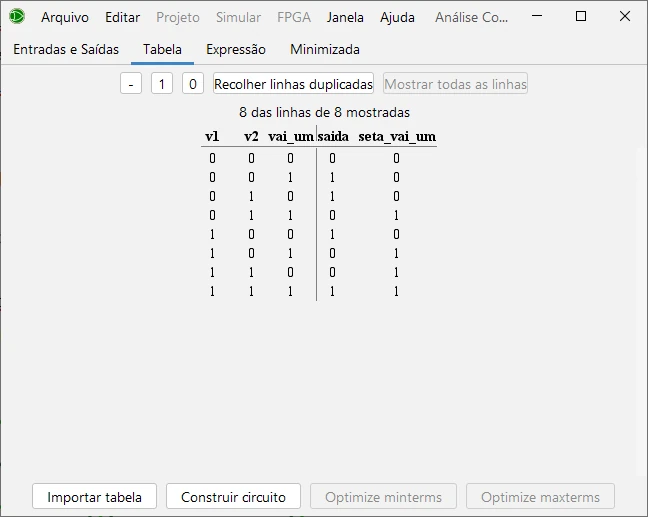 Arquivo Editar Projeto Simular FPGA Janela Ajuda Análise Co...
Entradas e Saídas Tabela Expressão Minimizada
- 1 0 Recolher linhas duplicadas Mostrar todas as linhas
8 das linhas de 8 mostradas
v1 v2 vai_um saida seta_vai_um
0 0 0 0 0
0 0 1 1 0
0 1 0 1 0
0 1 1 0 1
1 0 0 1 0
1 0 1 0 1
1 1 0 0 1
1 1 1 1 1
Importar tabela Construir circuito Optimize minterms Optimize maxterms